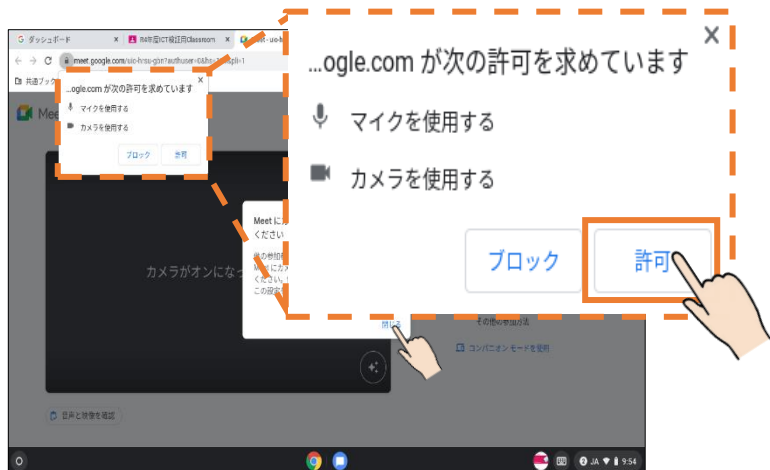 ダッシュボード
R4年度ICT検証用Classroom
meet.google.com/uic-hrsu-gbn?authuser=0&hs=
共通ブック
Mee
...ogle.com が次の許可を求めています
マイクを使用する
カメラを使用する
ブロック
許可
カメラがオンになっ
Meet に
ください
閉じる
その他の参加方法
コンパニオン モードを使用
音声と映像を確認
JA
9:54
...ogle.com が次の許可を求めています
マイクを使用する
カメラを使用する
ブロック
許可